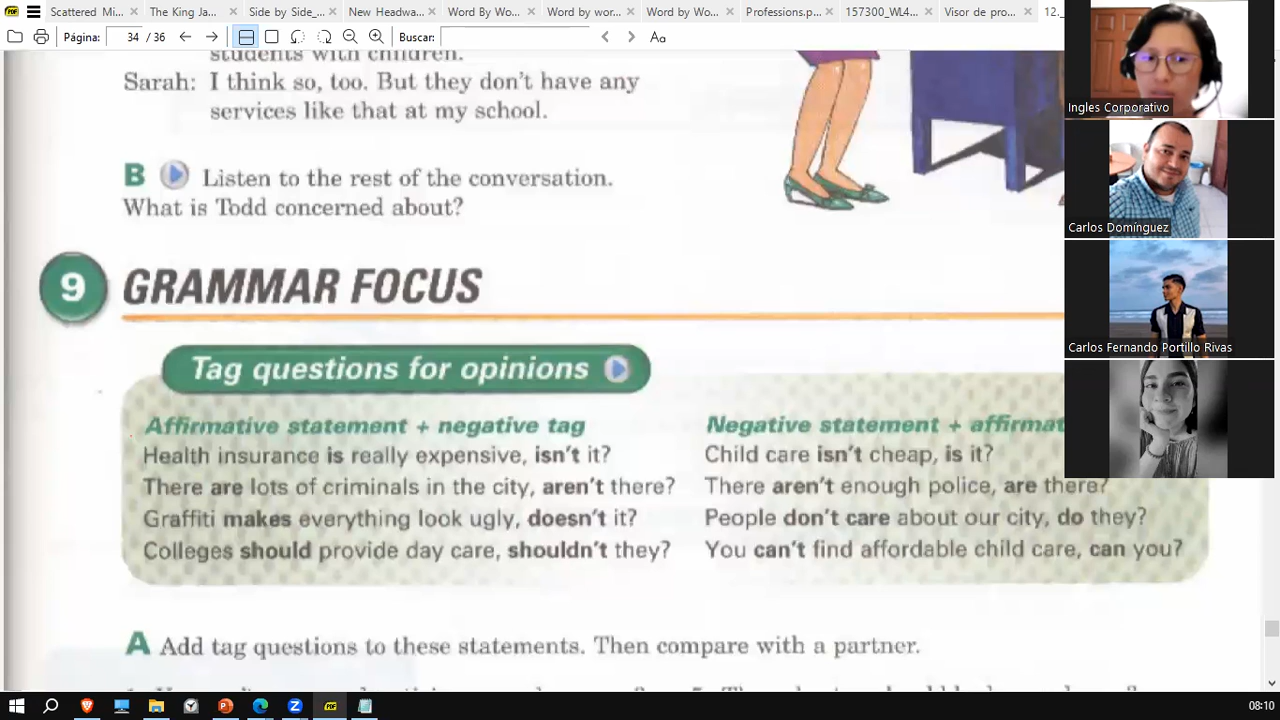 Scattered Mi...
The King Ja...
Side by Side_...
New Headwa...
Word By Wo...
Word by wor...
Word by Wo...
Professions.p...
157300_WL4...
Visor de pro...
12._
Página:
34 / 36
Buscar:
Aa
students with children.
Sarah: I think so, too. But they don't have any
services like that at my school.
B Listen to the rest of the conversation.
What is Todd concerned about?
9 GRAMMAR FOCUS
Tag questions for opinions
Affirmative statement + negative tag
Health insurance is really expensive, isn't it?
There are lots of criminals in the city, aren't there?
Graffiti makes everything look ugly, doesn't it?
Colleges should provide day care, shouldn't they?
Negative statement + affirmat
Child care isn't cheap, is it?
There aren't enough police, are there?
People don't care about our city, do they?
You can't find affordable child care, can you?
A Add tag questions to these statements. Then compare with a partner.
Ingles Corporativo
Carlos Domínguez
Carlos Fernando Portillo Rivas
08:10